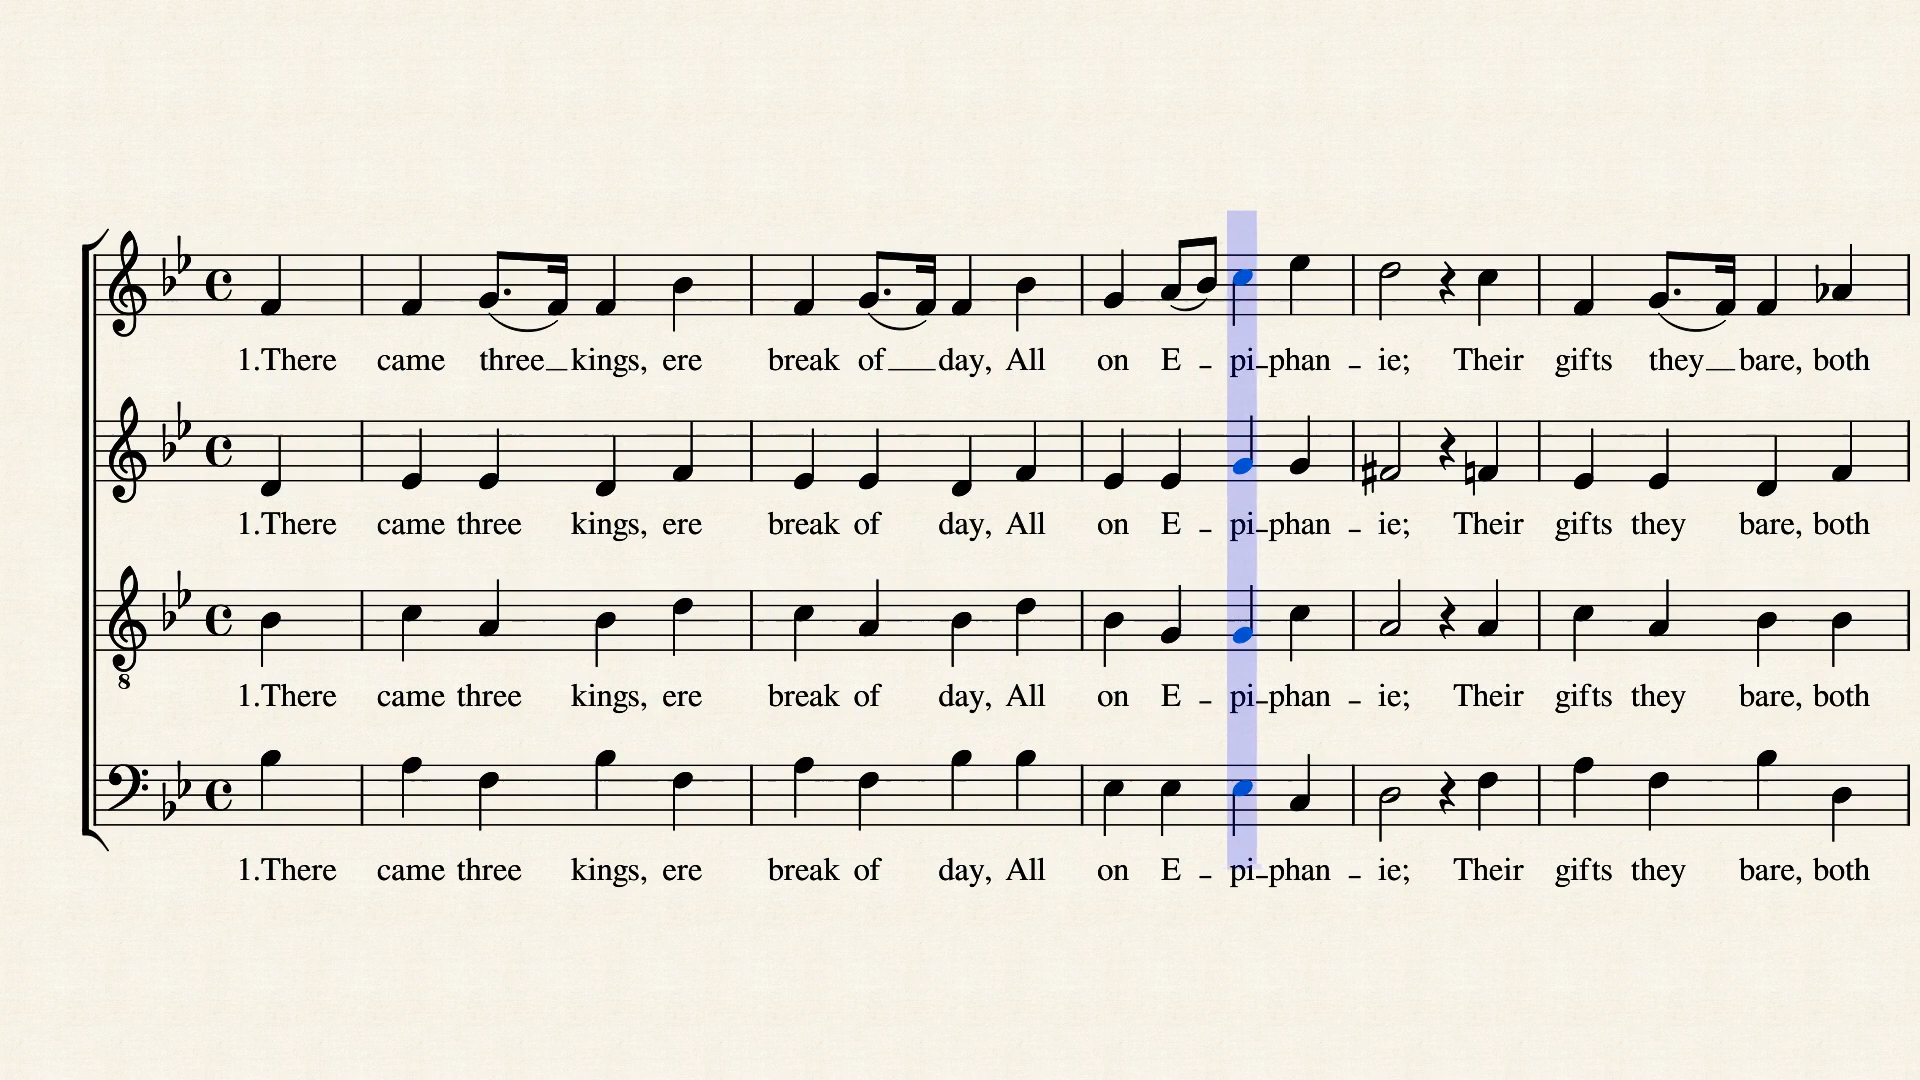 1.There came three kings, ere break of day, All on E - pi-phan - ie; Their gifts they bare, both
1.There came three kings, ere break of day, All on E - pi-phan - ie; Their gifts they bare, both
8
1.There came three kings, ere break of day, All on E - pi-phan - ie; Their gifts they bare, both
1.There came three kings, ere break of day, All on E - pi-phan - ie; Their gifts they bare, both